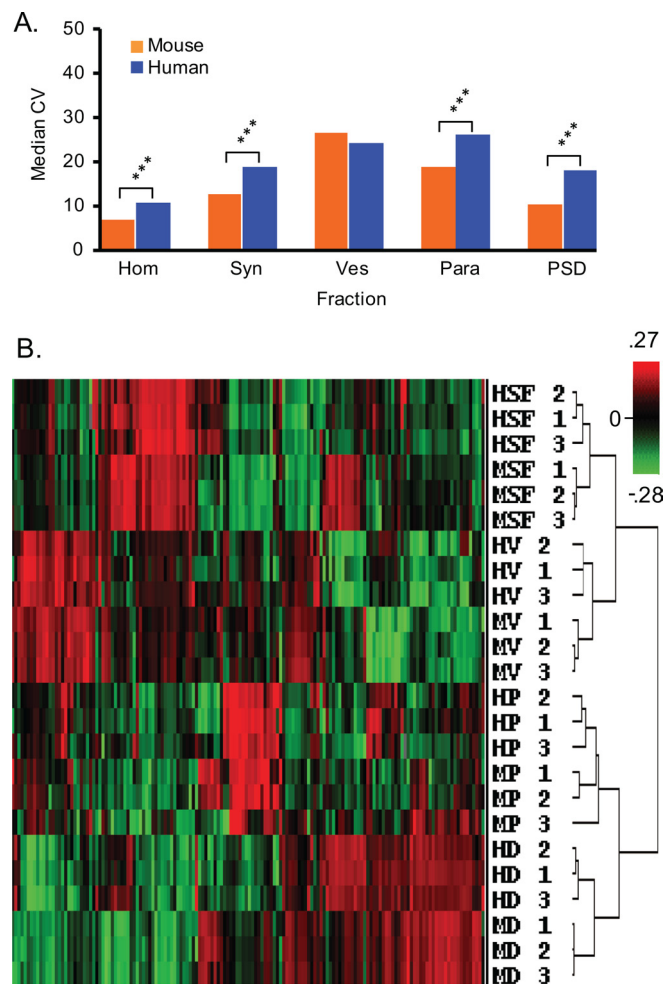 A.
50
40
30
20
10
0
Median CV
Mouse
Human
***
***
***
***
Hom Syn Ves Para PSD
Fraction
B.
.27
0
-.28
HSF 2
HSF 1
HSF 3
MSF 1
MSF 2
MSF 3
HV 2
HV 1
HV 3
MV 1
MV 2
MV 3
HP 2
HP 1
HP 3
MP 1
MP 2
MP 3
HD 2
HD 1
HD 3
MD 1
MD 2
MD 3